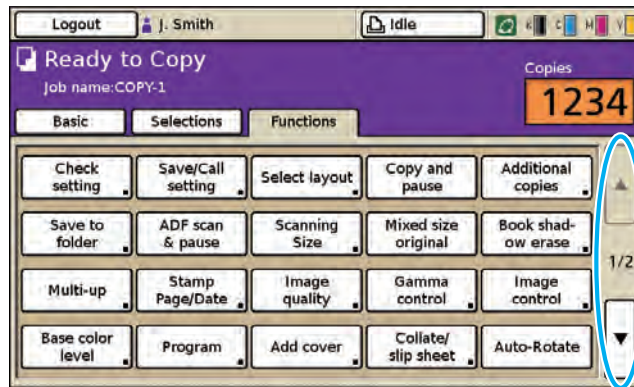 Logout
J. Smith
Idle
K C M Y
Ready to Copy
Job name:COPY-1
Copies
1234
Basic
Selections
Functions
Check
setting
Save/Call
setting
Select layout
Copy and
pause
Additional
copies
Save to
folder
ADF scan
& pause
Scanning
Size
Mixed size
original
Book shad-
ow erase
1/2
Multi-up
Stamp
Page/Date
Image
quality
Gamma
control
Image
control
Base color
level
Program
Add cover
Collate/
slip sheet
Auto-Rotate